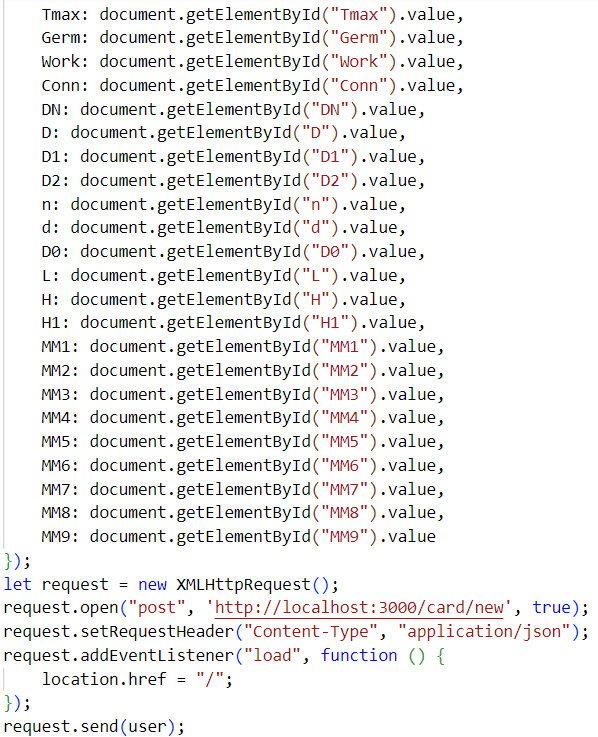 Tmax: document.getElementById("Tmax").value,
Germ: document.getElementById("Germ").value,
Work: document.getElementById("Work").value,
Conn: document.getElementById("Conn").value,
DN: document.getElementById("DN").value,
D: document.getElementById("D").value,
D1: document.getElementById("D1").value,
D2: document.getElementById("D2").value,
n: document.getElementById("n").value,
d: document.getElementById("d").value,
D0: document.getElementById("D0").value,
L: document.getElementById("L").value,
H: document.getElementById("H").value,
H1: document.getElementById("H1").value,
MM1: document.getElementById("MM1").value,
MM2: document.getElementById("MM2").value,
MM3: document.getElementById("MM3").value,
MM4: document.getElementById("MM4").value,
MM5: document.getElementById("MM5").value,
MM6: document.getElementById("MM6").value,
MM7: document.getElementById("MM7").value,
MM8: document.getElementById("MM8").value,
MM9: document.getElementById("MM9").value
});
let request = new XMLHttpRequest();
request.open("post", 'http://localhost:3000/card/new', true);
request.setRequestHeader("Content-Type", "application/json");
request.addEventListener("load", function () {
location.href = "/";
});
request.send(user);